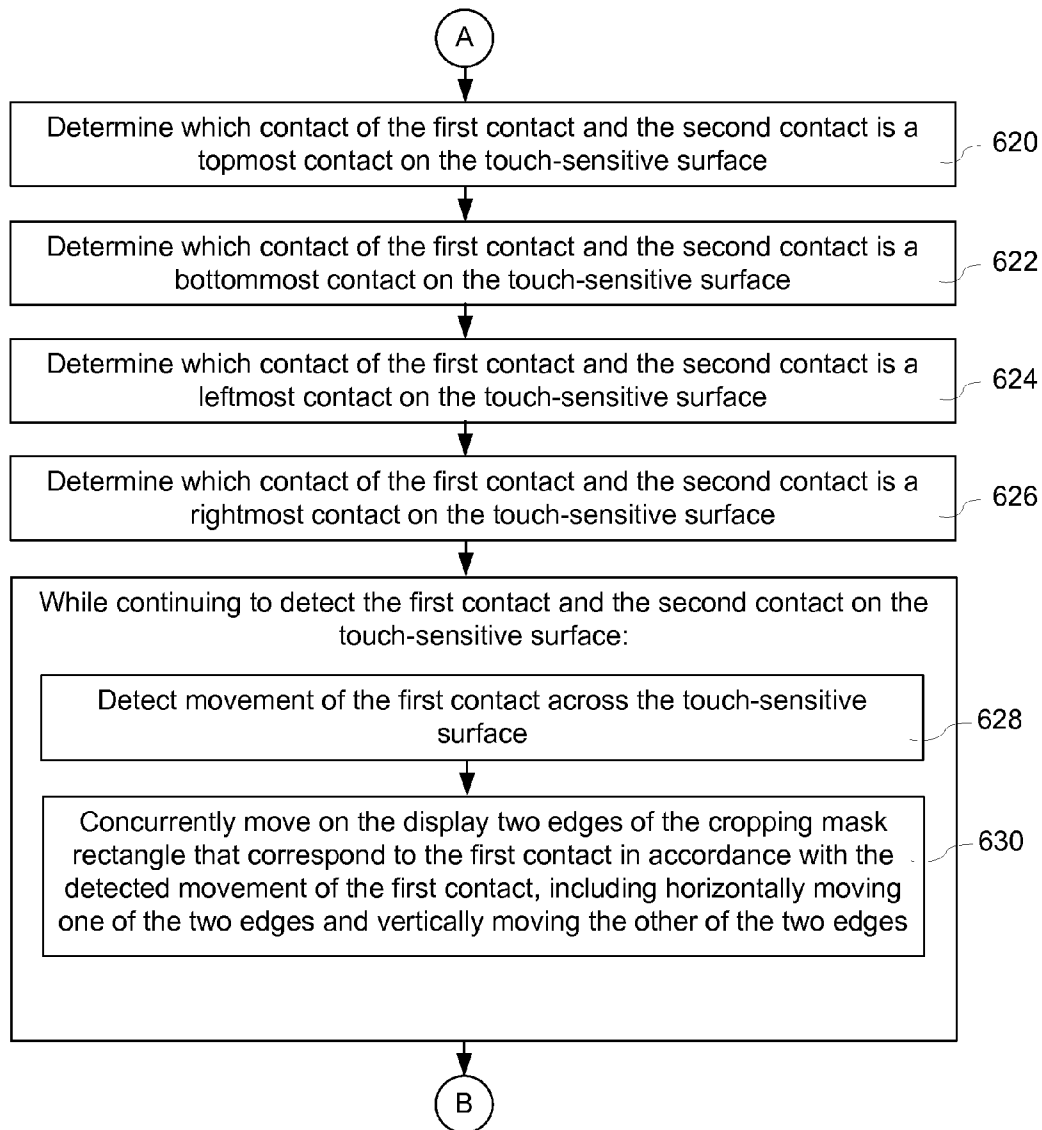 A
Determine which contact of the first contact and the second contact is a
topmost contact on the touch-sensitive surface
620
Determine which contact of the first contact and the second contact is a
bottommost contact on the touch-sensitive surface
622
Determine which contact of the first contact and the second contact is a
leftmost contact on the touch-sensitive surface
624
Determine which contact of the first contact and the second contact is a
rightmost contact on the touch-sensitive surface
626
While continuing to detect the first contact and the second contact on the
touch-sensitive surface:
Detect movement of the first contact across the touch-sensitive
surface
628
Concurrently move on the display two edges of the cropping mask
rectangle that correspond to the first contact in accordance with the
detected movement of the first contact, including horizontally moving
one of the two edges and vertically moving the other of the two edges
630
B